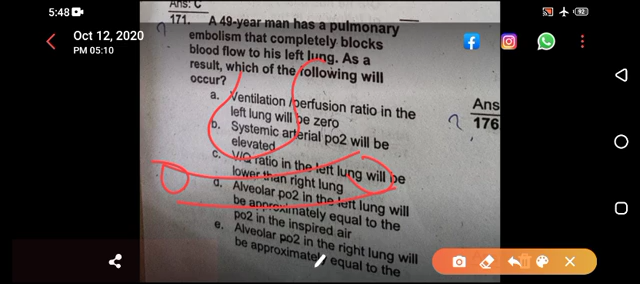 5:48
92
Oct 12, 2020
PM 05:10
Ans: C
171. A 49-year man has a pulmonary
embolism that completely blocks
blood flow to his left lung. As a
result, which of the following will
occur?
a. Ventilation /perfusion ratio in the
left lung will be zero
b. Systemic arterial po2 will be
elevated
c. V/Q ratio in the left lung will be
lower than right lung
d. Alveolar po2 in the left lung will
be approximately equal to the
po2 in the inspired air
e. Alveolar po2 in the right lung will
be approximately equal to the
Ans
? 176
?